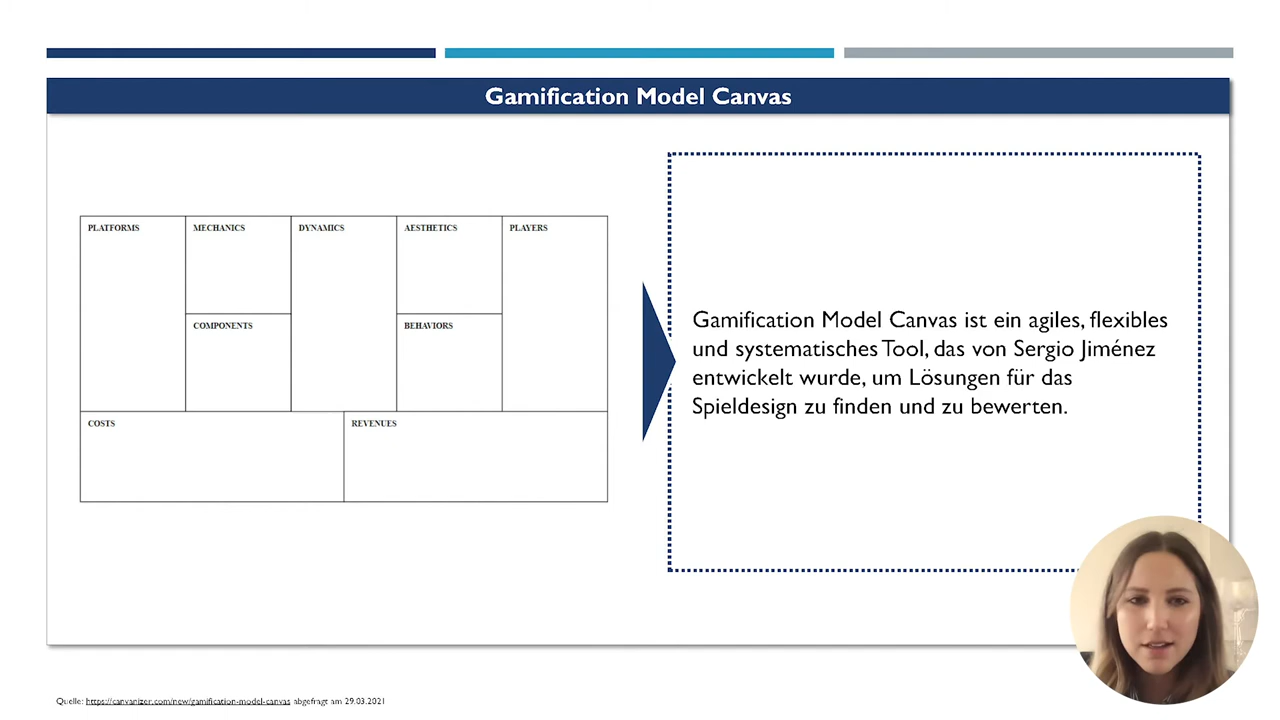 Gamification Model Canvas
PLATFORMS
MECHANICS
DYNAMICS
AESTHETICS
PLAYERS
COMPONENTS
BEHAVIORS
COSTS
REVENUES
Gamification Model Canvas ist ein agiles, flexibles
und systematisches Tool, das von Sergio Jiménez
entwickelt wurde, um Lösungen für das
Spieldesign zu finden und zu bewerten.
Quelle: https://canvanizer.com/new/gamification-model-canvas abgefragt am 29.03.2021